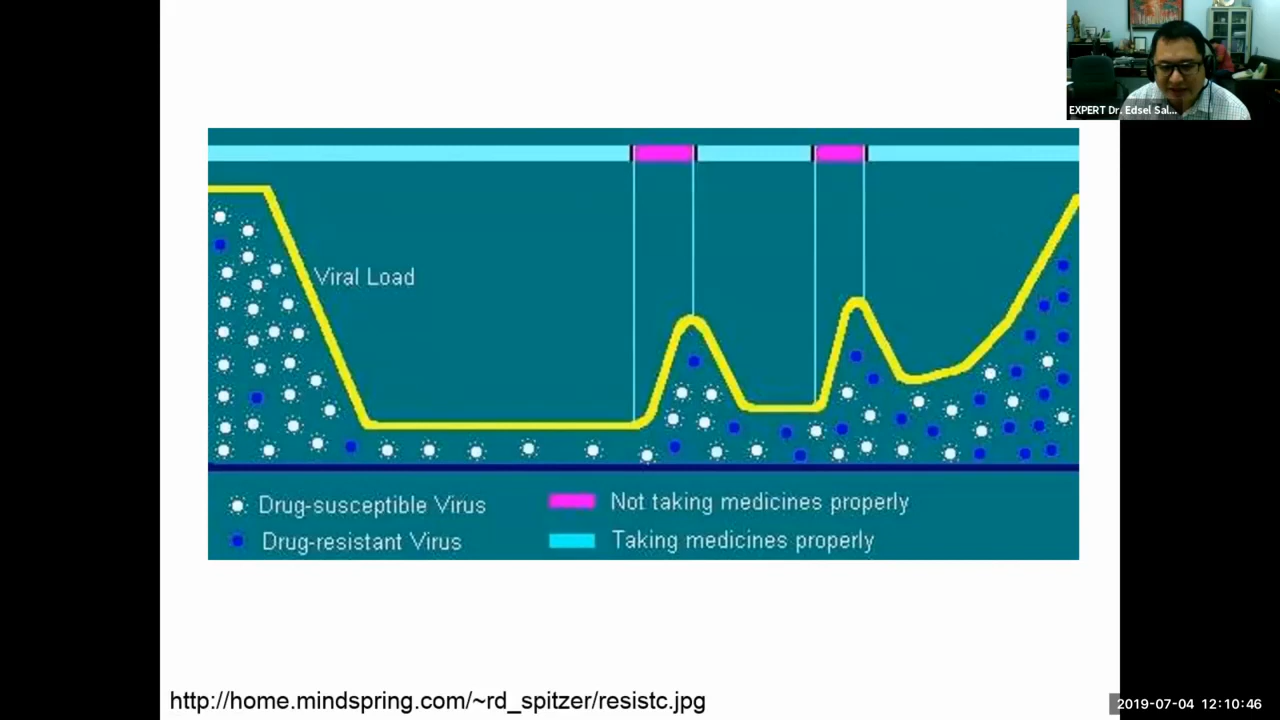 EXPERT Dr. Edsel Sal...
Viral Load
Drug-susceptible Virus
Not taking medicines properly
Drug-resistant Virus
Taking medicines properly
http://home.mindspring.com/~rd_spitzer/resistc.jpg
2019-07-04 12:10:46